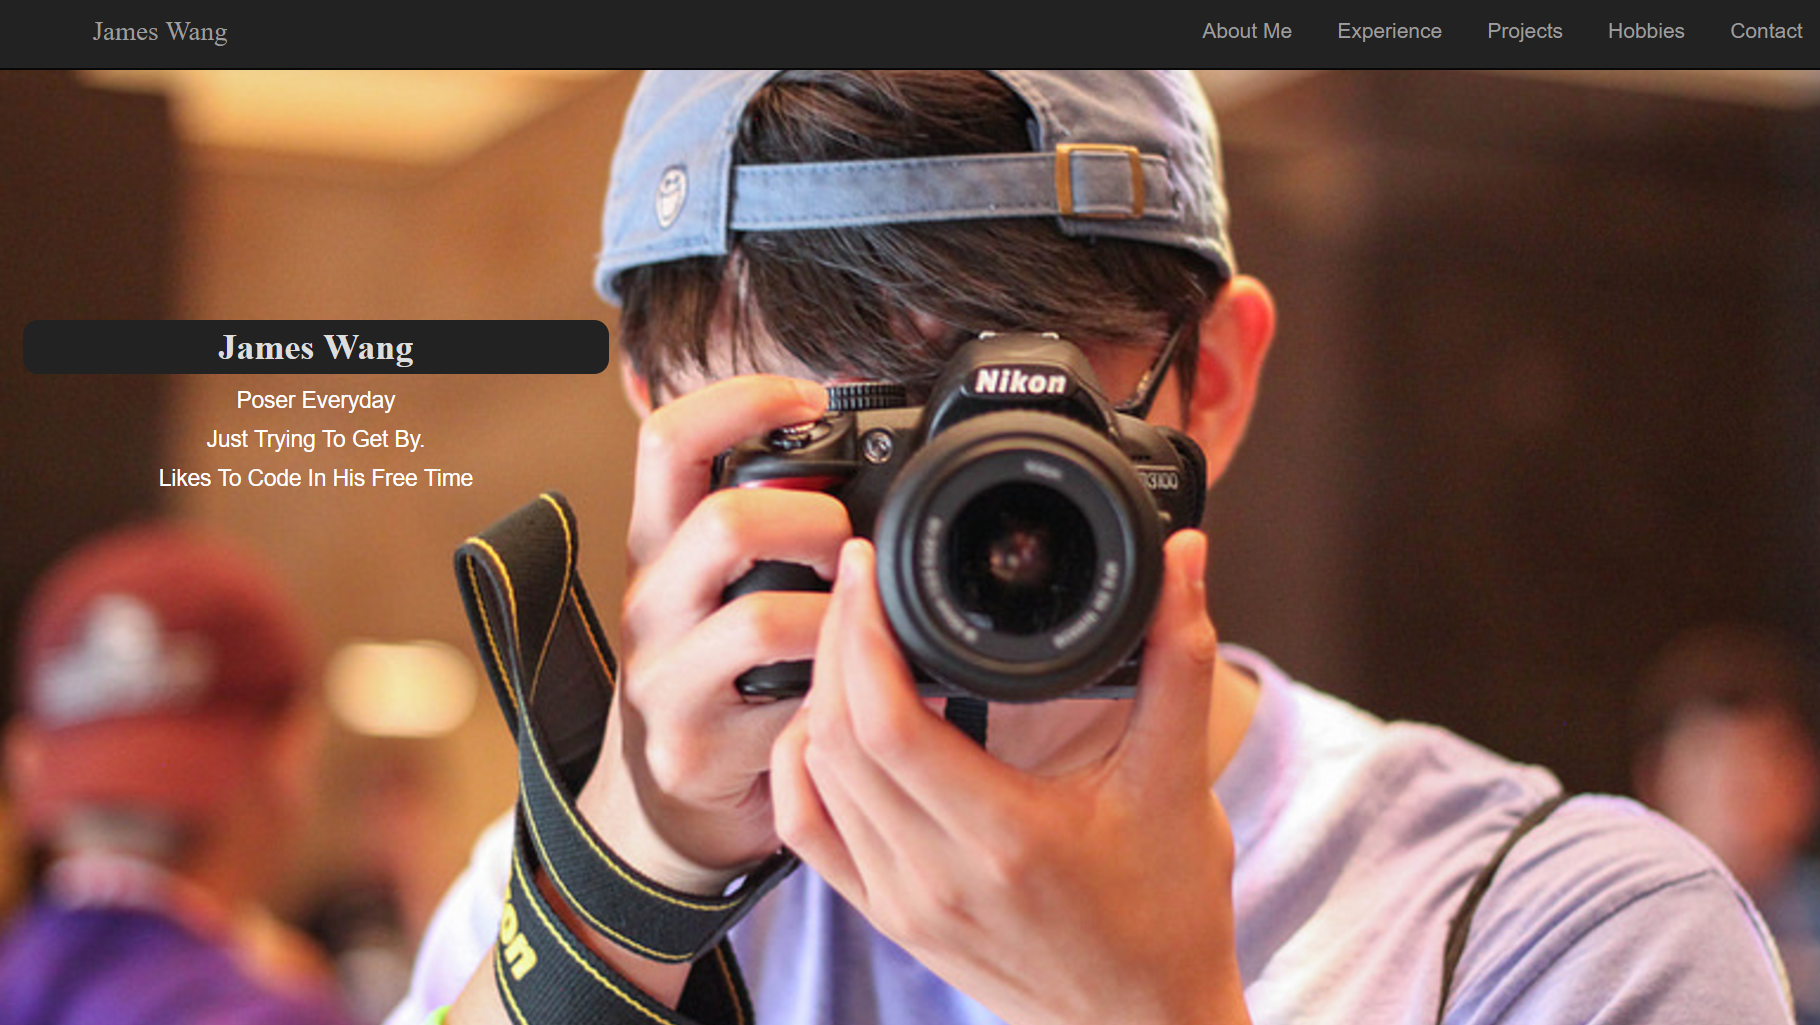 James Wang
About Me
Experience
Projects
Hobbies
Contact
James Wang
Poser Everyday
Just Trying To Get By.
Likes To Code In His Free Time
Nikon
D3100
on